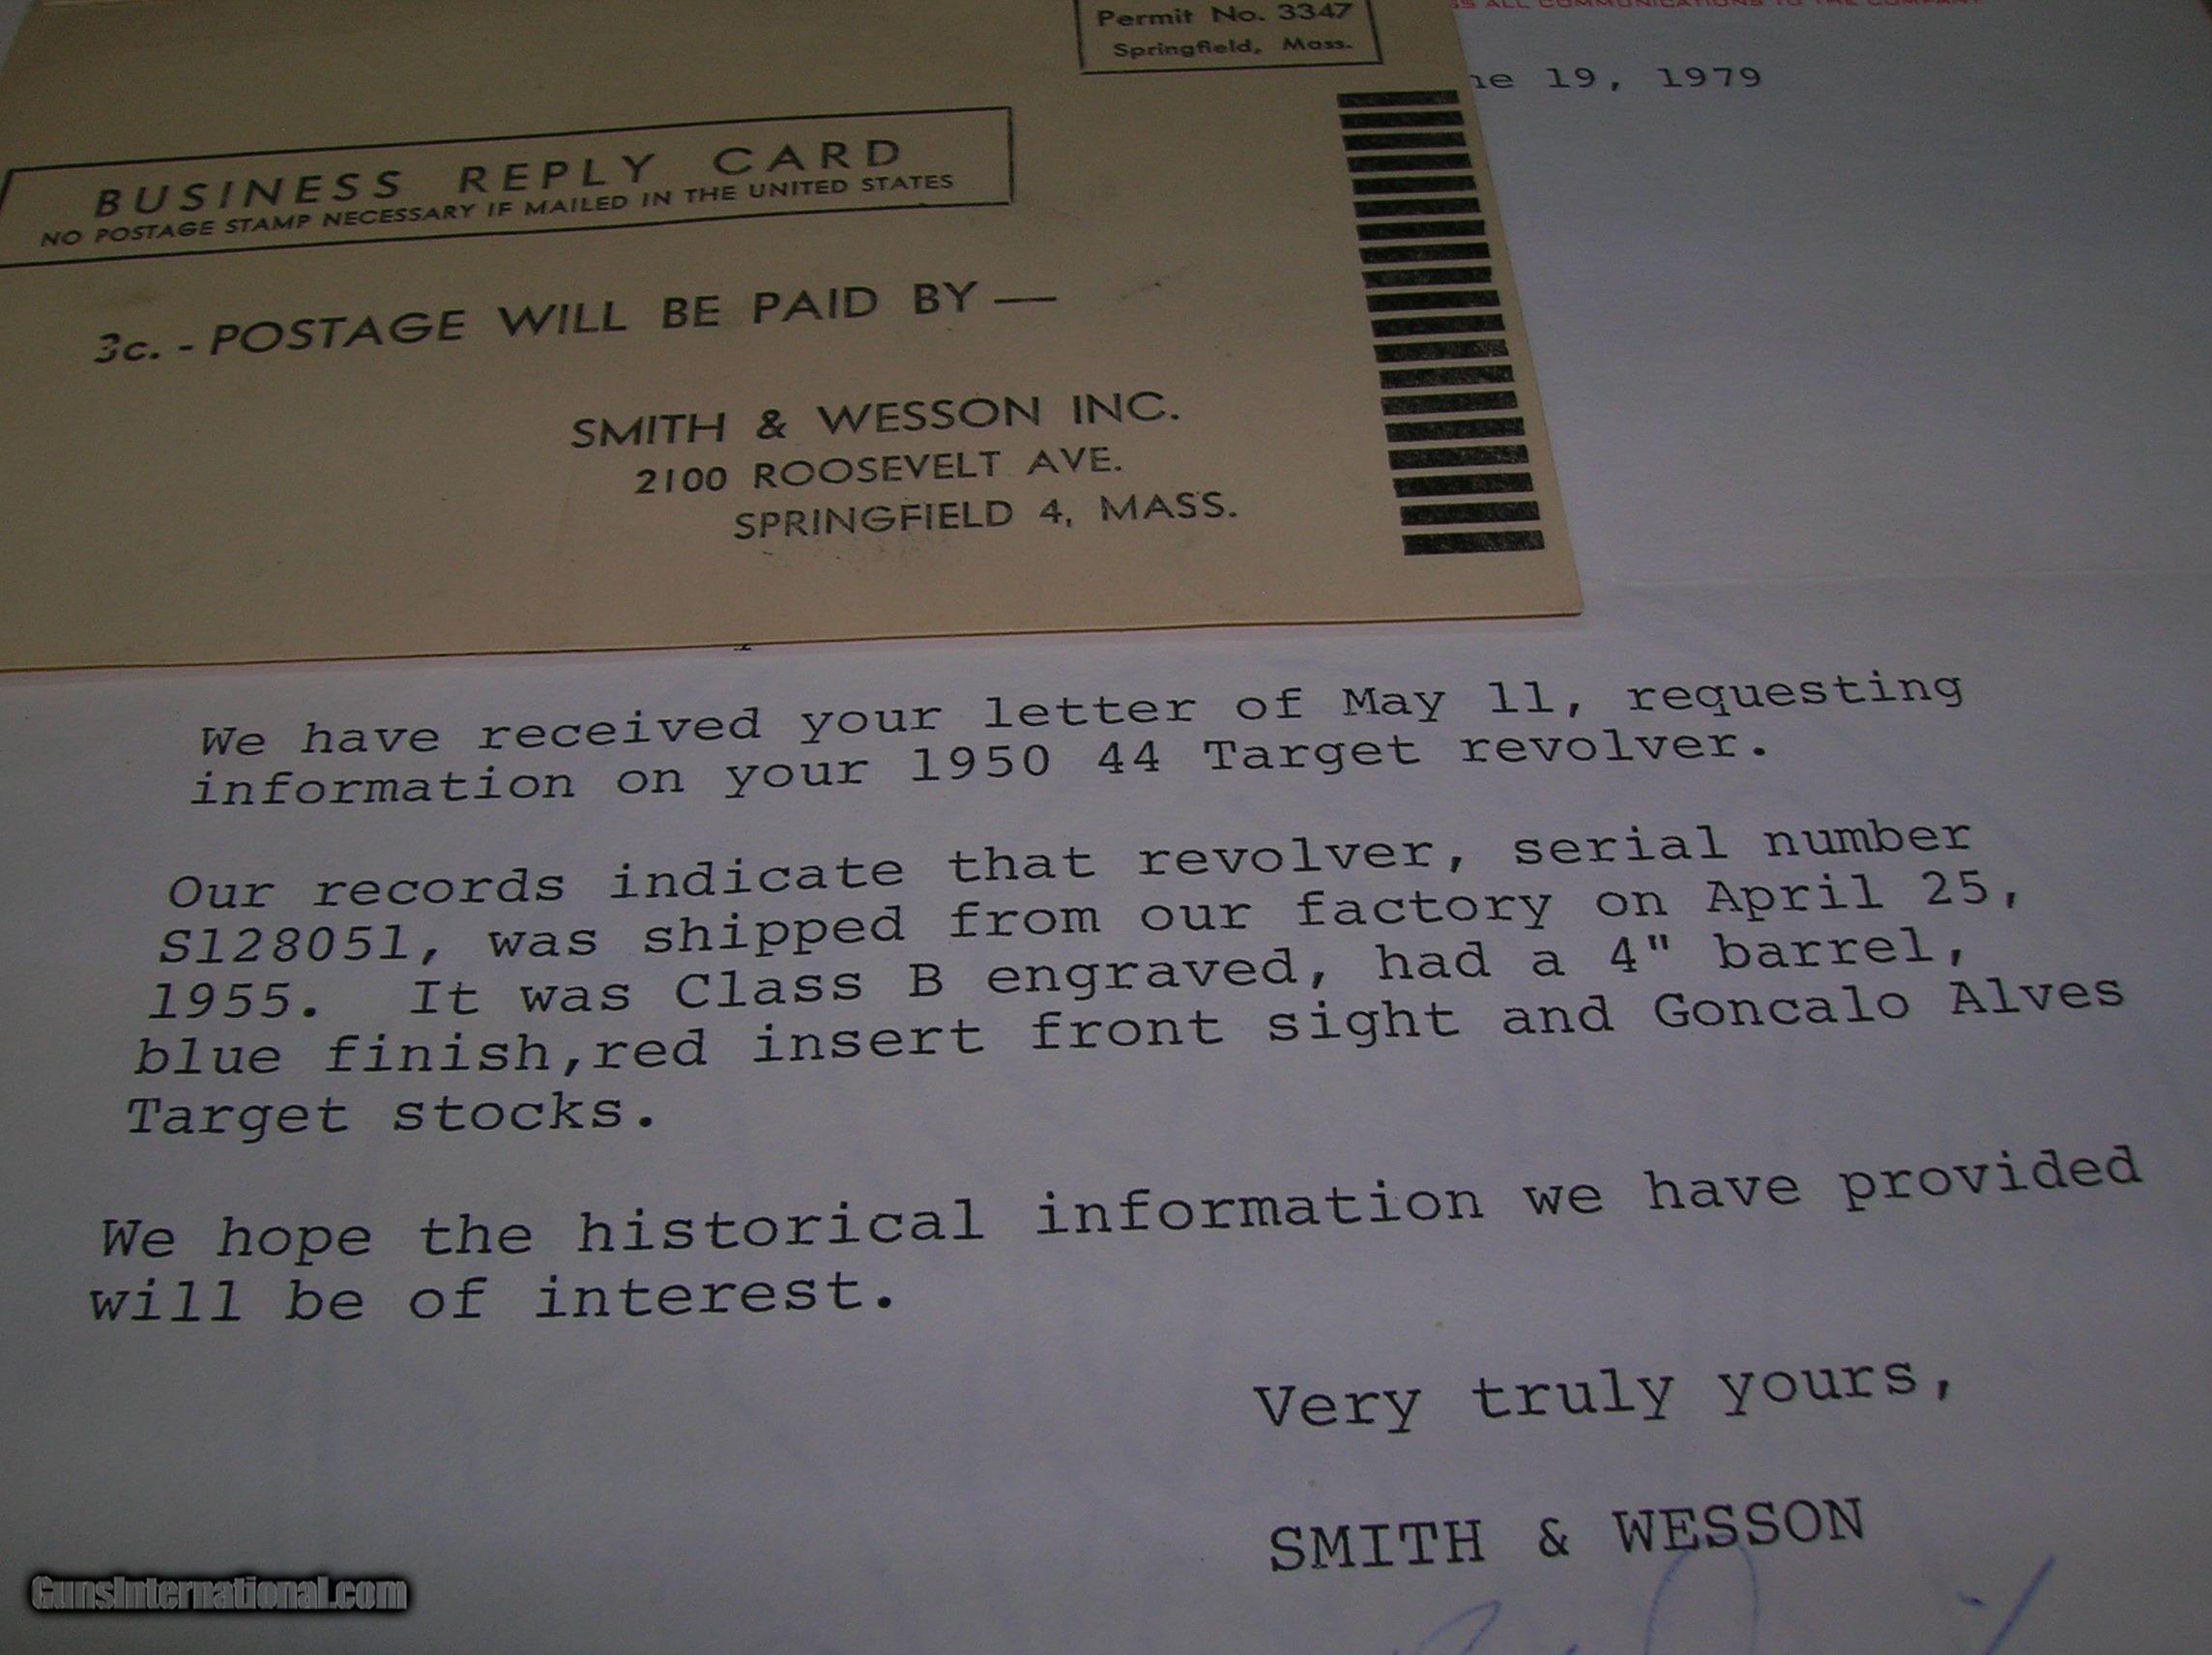 Permit No. 3347
Springfield, Mass.
BUSINESS REPLY CARD
NO POSTAGE STAMP NECESSARY IF MAILED IN THE UNITED STATES
3c. - POSTAGE WILL BE PAID BY —
SMITH & WESSON INC.
2100 ROOSEVELT AVE.
SPRINGFIELD 4, MASS.
ALL COMMUNICATIONS TO THE COMPANY
19, 1979
We have received your letter of May 11, requesting
information on your 1950 44 Target revolver.
Our records indicate that revolver, serial number
S128051, was shipped from our factory on April 25,
1955. It was Class B engraved, had a 4" barrel,
blue finish,red insert front sight and Goncalo Alves
Target stocks.
We hope the historical information we have provided
will be of interest.
Very truly yours,
SMITH & WESSON
GunsInternational.com